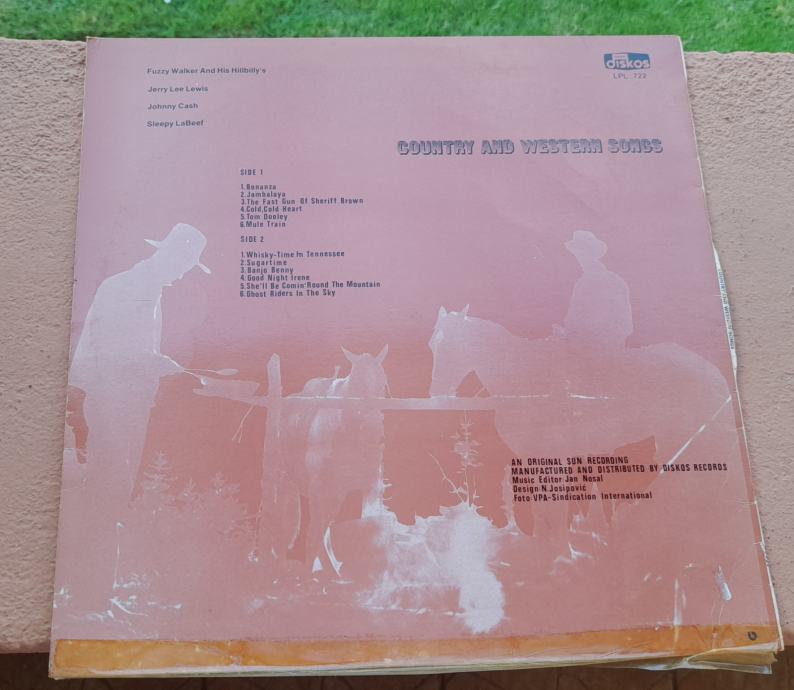 Fuzzy Walker And His Hillbilly's
Jerry Lee Lewis
Johnny Cash
Sleepy LaBeef
diskos
LPL 722
COUNTRY AND WESTERN SONGS
SIDE 1
1.Bonanza
2.Jambalaya
3.The Fast Gun Of Sheriff Brown
4.Cold,Cold Heart
5.Tom Dooley
6.Mule Train
SIDE 2
1.Whisky-Time In Tennessee
2.Sugartime
3.Banjo Benny
4.Good Night Irene
5.She'll Be Comin'Round The Mountain
6.Ghost Riders In The Sky
AN ORIGINAL SUN RECORDING
MANUFACTURED AND DISTRIBUTED BY DISKOS RECORDS
Music Editor Jan Nosal
Design N.Josipović
Foto VPA-Sindication International